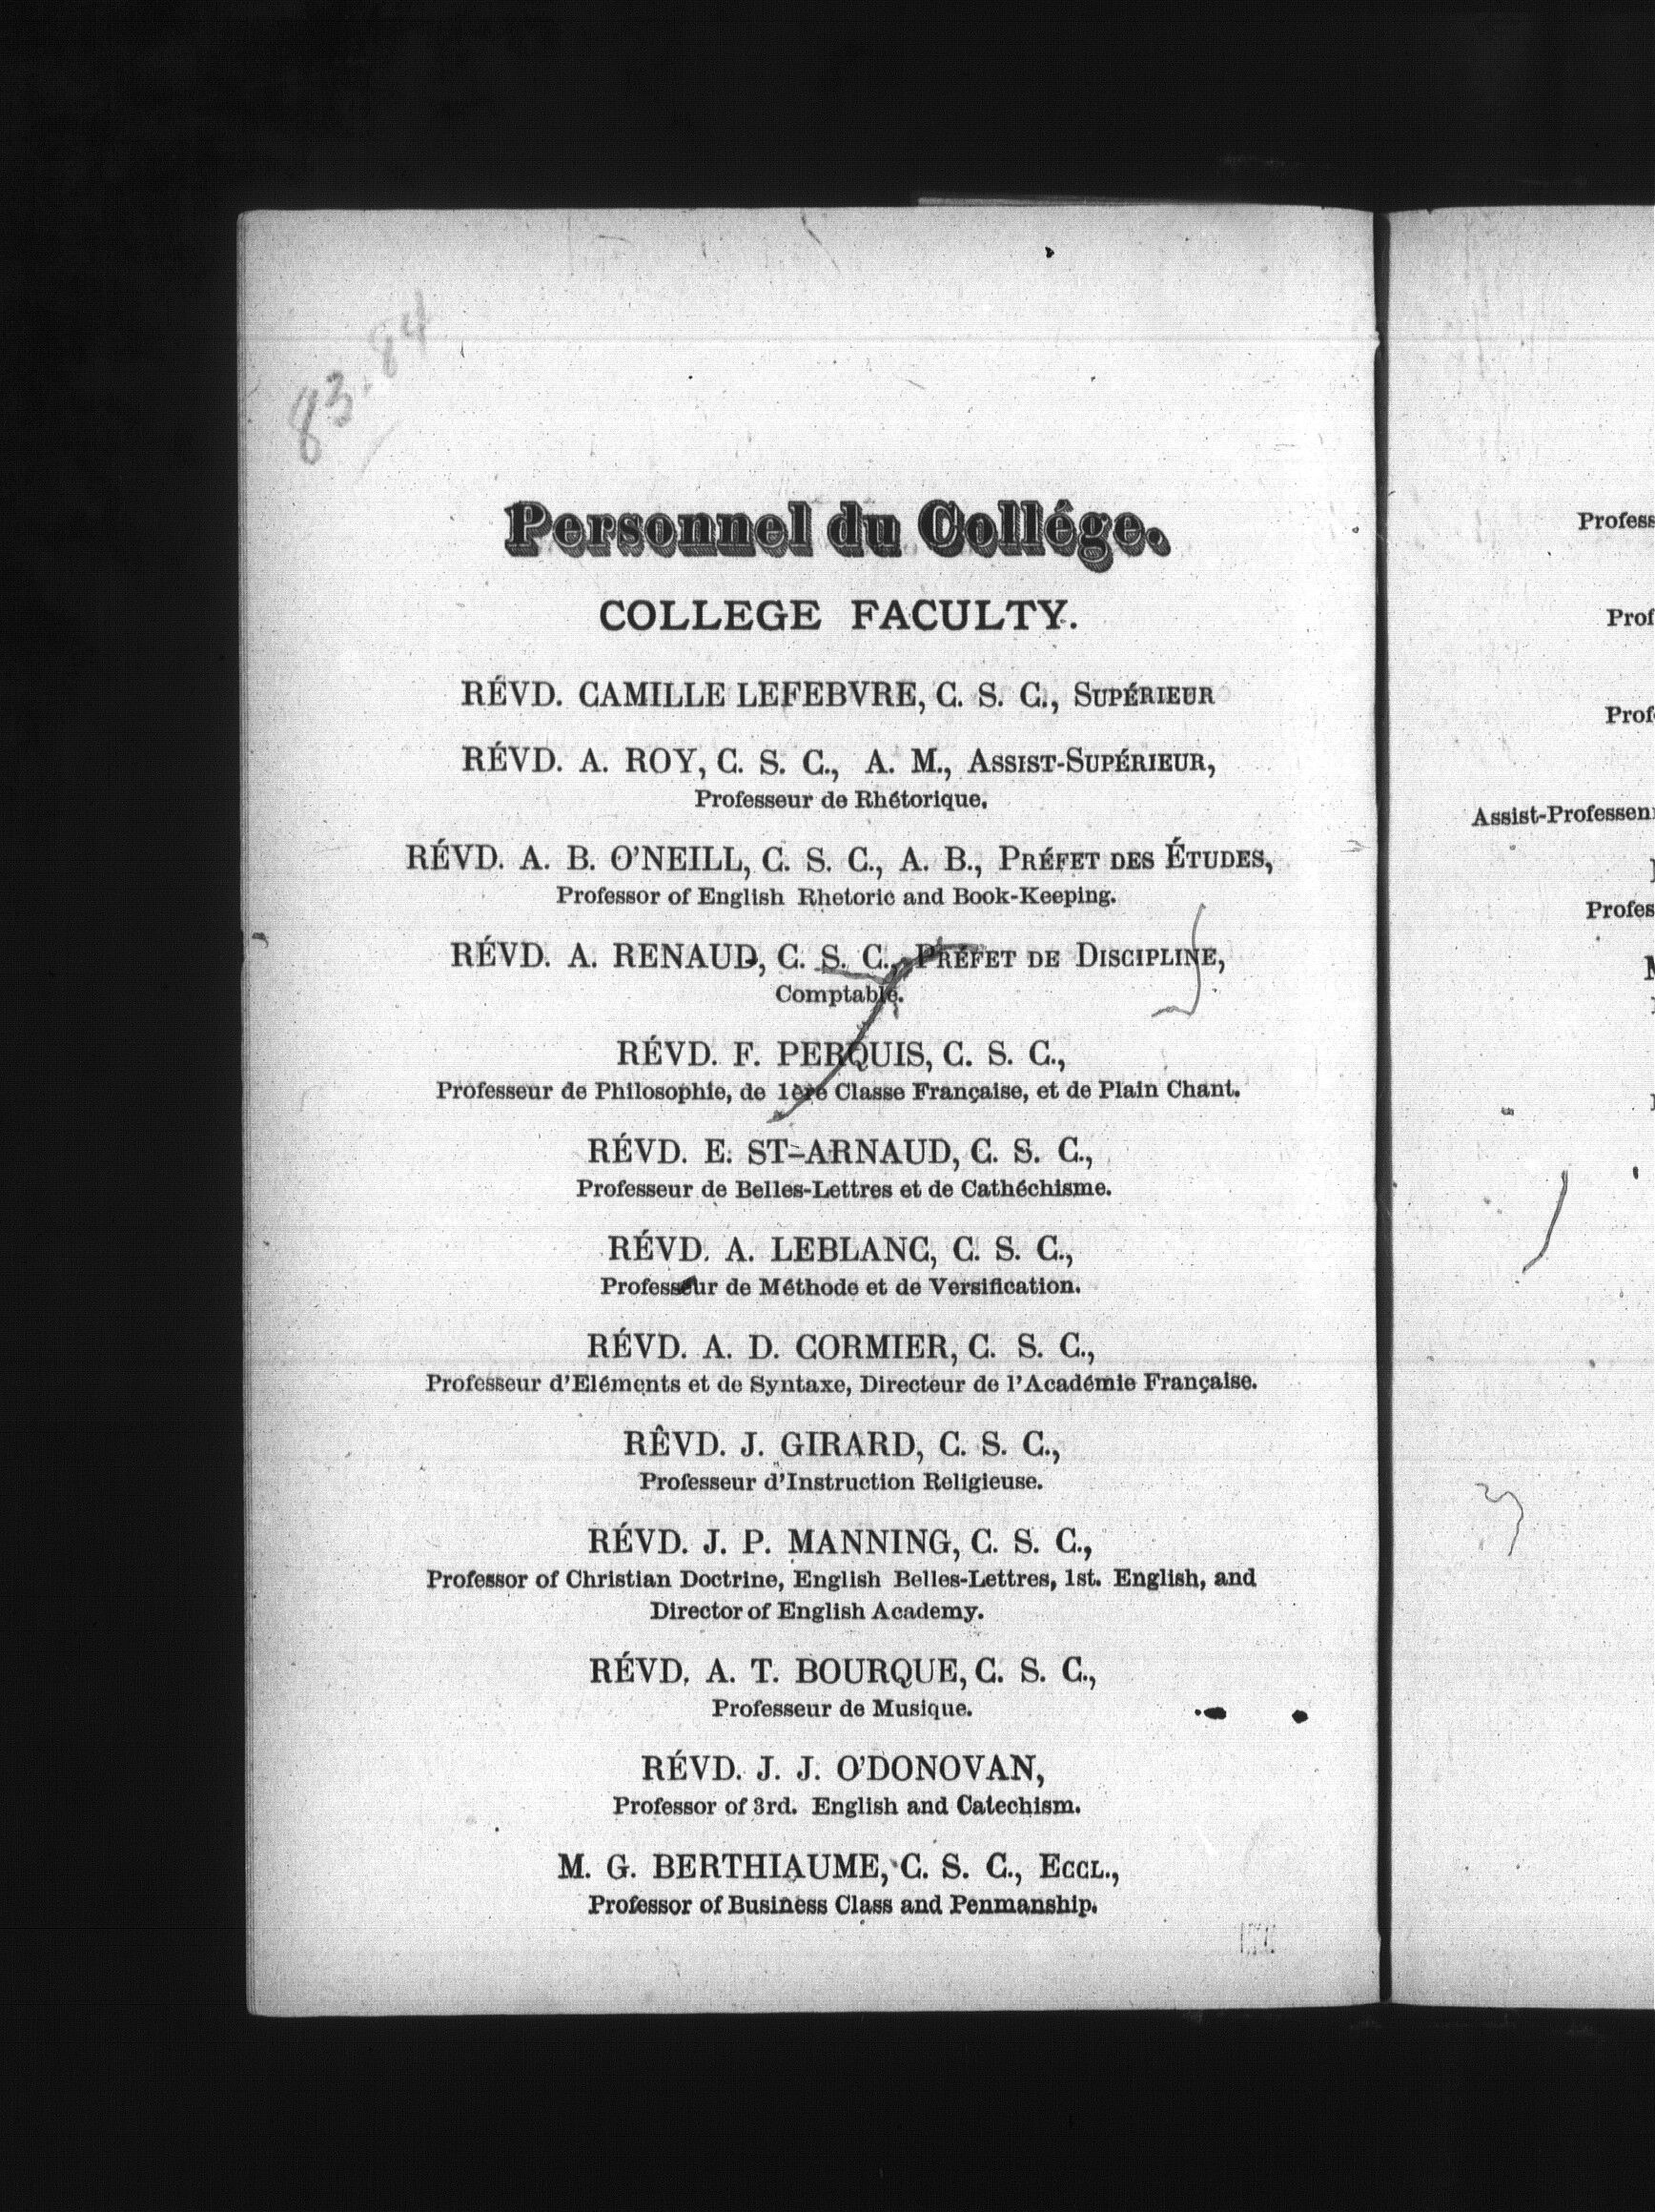 83-84
Personnel du Collége.
COLLEGE FACULTY.
RÉVD. CAMILLE LEFEBVRE, C. S. C., SUPÉRIEUR
RÉVD. A. ROY, C. S. C., A. M., ASSIST-SUPÉRIEUR,
Professeur de Rhétorique.
RÉVD. A. B. O'NEILL, C. S. C., A. B., PRÉFET DES ÉTUDES,
Professor of English Rhetoric and Book-Keeping.
RÉVD. A. RENAUD, C. S. C., PRÉFET DE DISCIPLINE,
Comptable.
RÉVD. F. PERQUIS, C. S. C.,
Professeur de Philosophie, de 1ère Classe Française, et de Plain Chant.
RÉVD. E. ST-ARNAUD, C. S. C.,
Professeur de Belles-Lettres et de Cathéchisme.
RÉVD. A. LEBLANC, C. S. C.,
Professeur de Méthode et de Versification.
RÉVD. A. D. CORMIER, C. S. C.,
Professeur d'Eléments et de Syntaxe, Directeur de l'Académie Française.
RÊVD. J. GIRARD, C. S. C.,
Professeur d'Instruction Religieuse.
RÉVD. J. P. MANNING, C. S. C.,
Professor of Christian Doctrine, English Belles-Lettres, 1st. English, and
Director of English Academy.
RÉVD. A. T. BOURQUE, C. S. C.,
Professeur de Musique.
RÉVD. J. J. O'DONOVAN,
Professor of 3rd. English and Catechism.
M. G. BERTHIAUME, C. S. C., ECCL.,
Professor of Business Class and Penmanship.